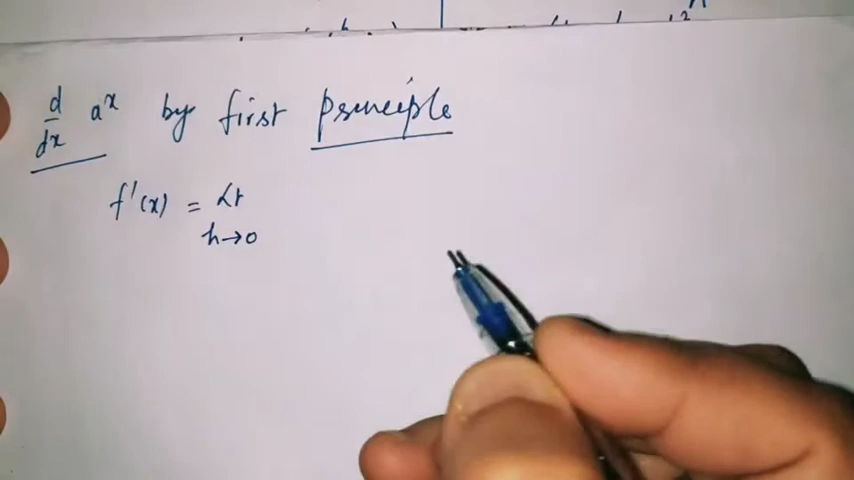 d/dx a^x by first principle
f'(x) = Lt
h→0